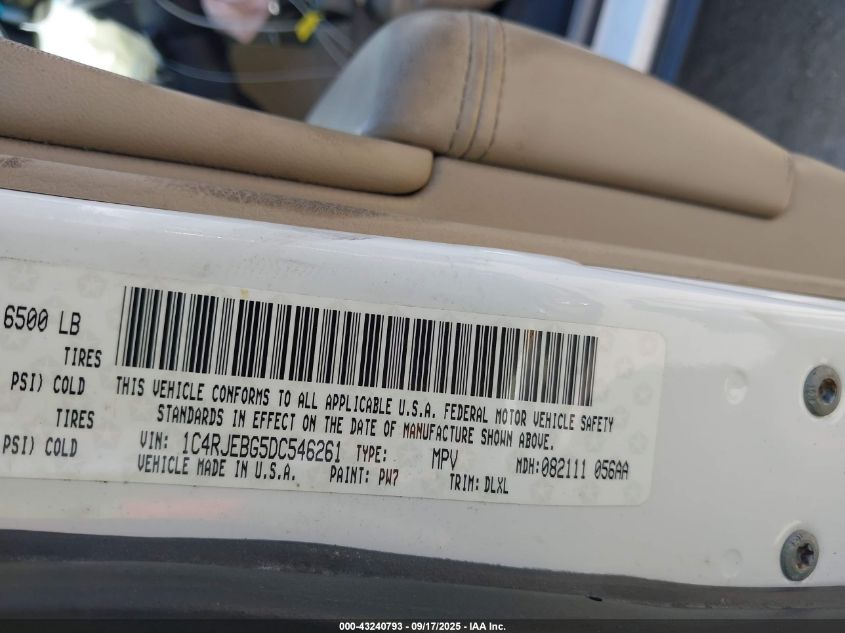 6500 LB
TIRES
PSI) COLD
TIRES
PSI) COLD
THIS VEHICLE CONFORMS TO ALL APPLICABLE U.S.A. FEDERAL MOTOR VEHICLE SAFETY
STANDARDS IN EFFECT ON THE DATE OF MANUFACTURE SHOWN ABOVE.
VIN: 1C4RJEBG5DC546261 TYPE: MPV MDH:082111 056AA
VEHICLE MADE IN U.S.A. PAINT: PW7 TRIM: DLXL
000-43240793 - 09/17/2025 - IAA Inc.